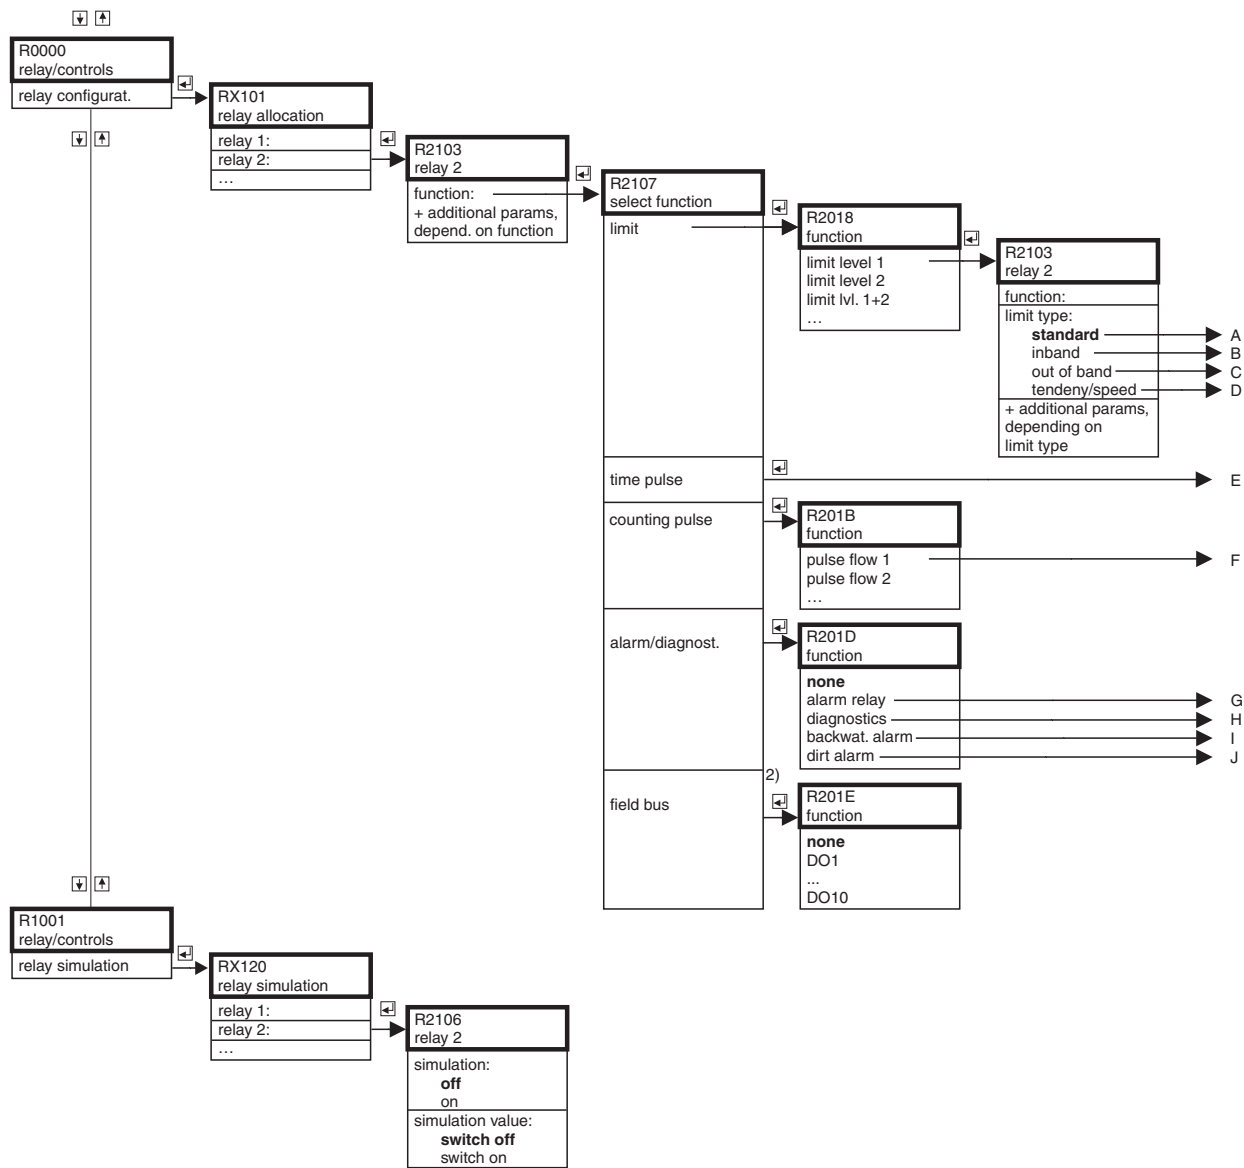 R0000
relay/controls
relay configurat.
RX101
relay allocation
relay 1:
relay 2:
…
R2103
relay 2
function:
+ additional params,
depend. on function
R2107
select function
limit
R2018
function
limit level 1
limit level 2
limit lvl. 1+2
…
R2103
relay 2
function:
limit type:
standard
inband
out of band
tendeny/speed
+ additional params,
depending on
limit type
A
B
C
D
time pulse
E
counting pulse
R201B
function
pulse flow 1
pulse flow 2
…
F
alarm/diagnost.
R201D
function
none
alarm relay
diagnostics
backwat. alarm
dirt alarm
G
H
I
J
2)
field bus
R201E
function
none
DO1
...
DO10
R1001
relay/controls
relay simulation
RX120
relay simulation
relay 1:
relay 2:
…
R2106
relay 2
simulation:
off
on
simulation value:
switch off
switch on